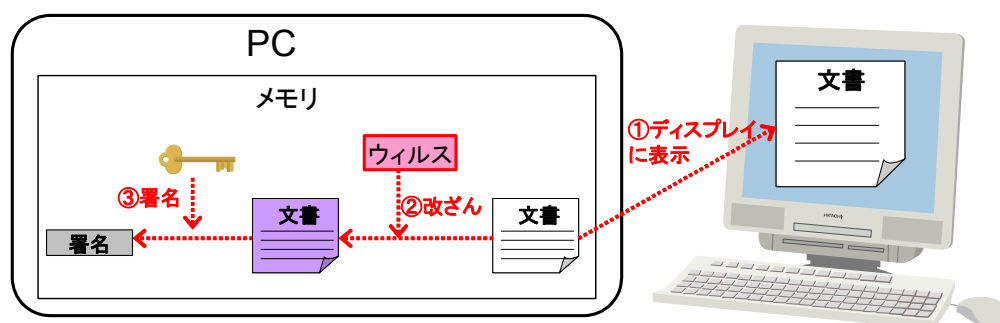 PC
メモリ
ウィルス
③署名
②改ざん
文書
文書
署名
①ディスプレイ
に表示
文書
HITACHI